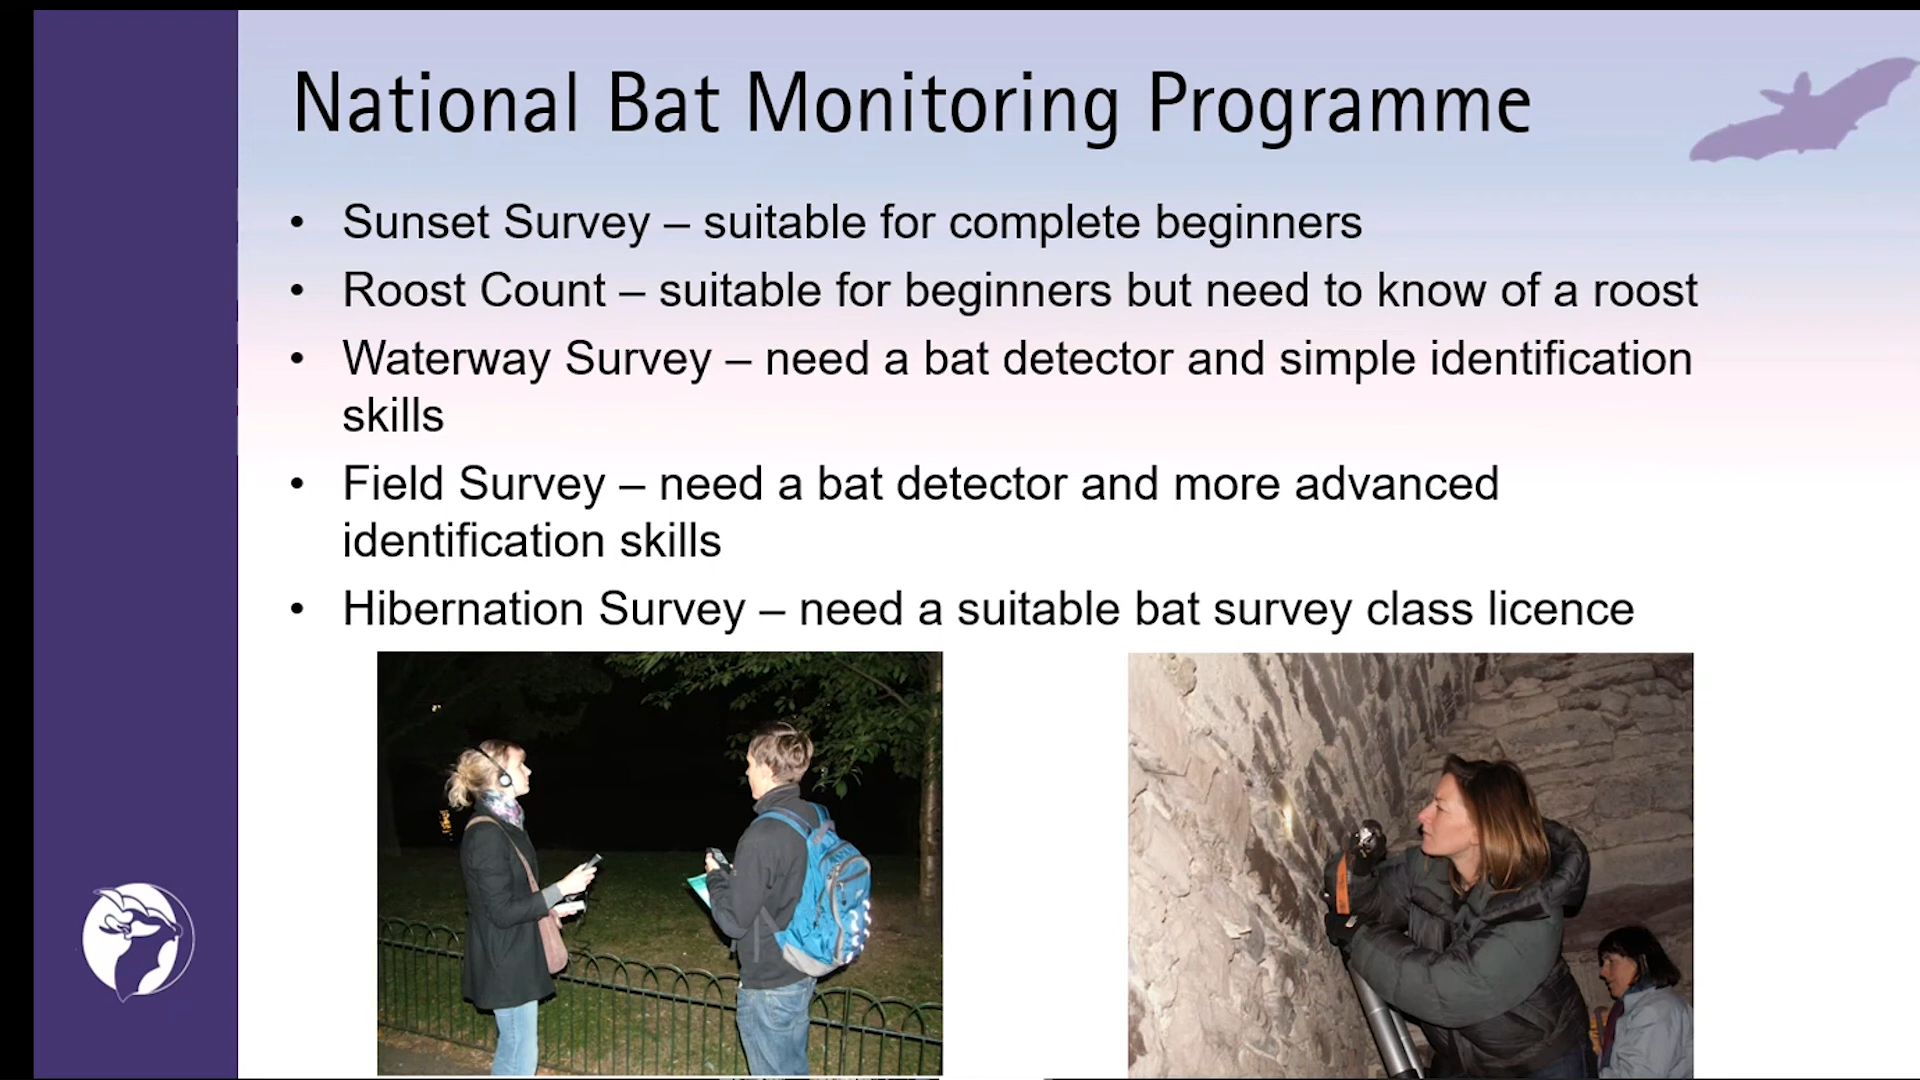 National Bat Monitoring Programme
• Sunset Survey – suitable for complete beginners
• Roost Count – suitable for beginners but need to know of a roost
• Waterway Survey – need a bat detector and simple identification
skills
• Field Survey – need a bat detector and more advanced
identification skills
• Hibernation Survey – need a suitable bat survey class licence